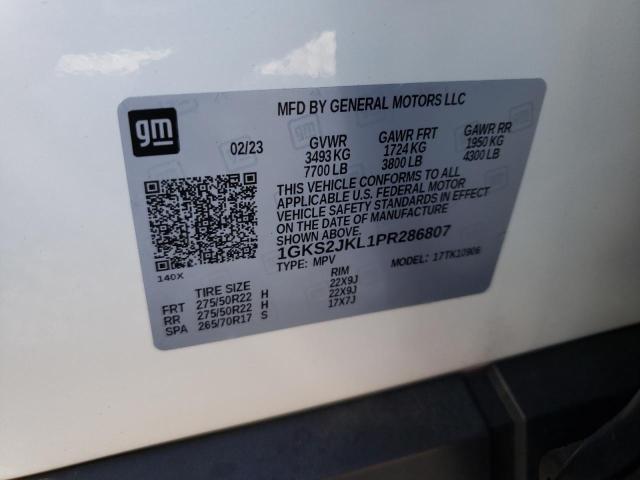 MFD BY GENERAL MOTORS LLC
gm
02/23 GVWR GAWR FRT GAWR RR
3493 KG 1724 KG 1950 KG
7700 LB 3800 LB 4300 LB
THIS VEHICLE CONFORMS TO ALL
APPLICABLE U.S. FEDERAL MOTOR
VEHICLE SAFETY STANDARDS IN EFFECT
ON THE DATE OF MANUFACTURE
SHOWN ABOVE.
1GKS2JKL1PR286807
TYPE: MPV MODEL: 17TK10906
140X
TIRE SIZE RIM
FRT 275/50R22 H 22X9J
RR 275/50R22 H 22X9J
SPA 265/70R17 S 17X7J